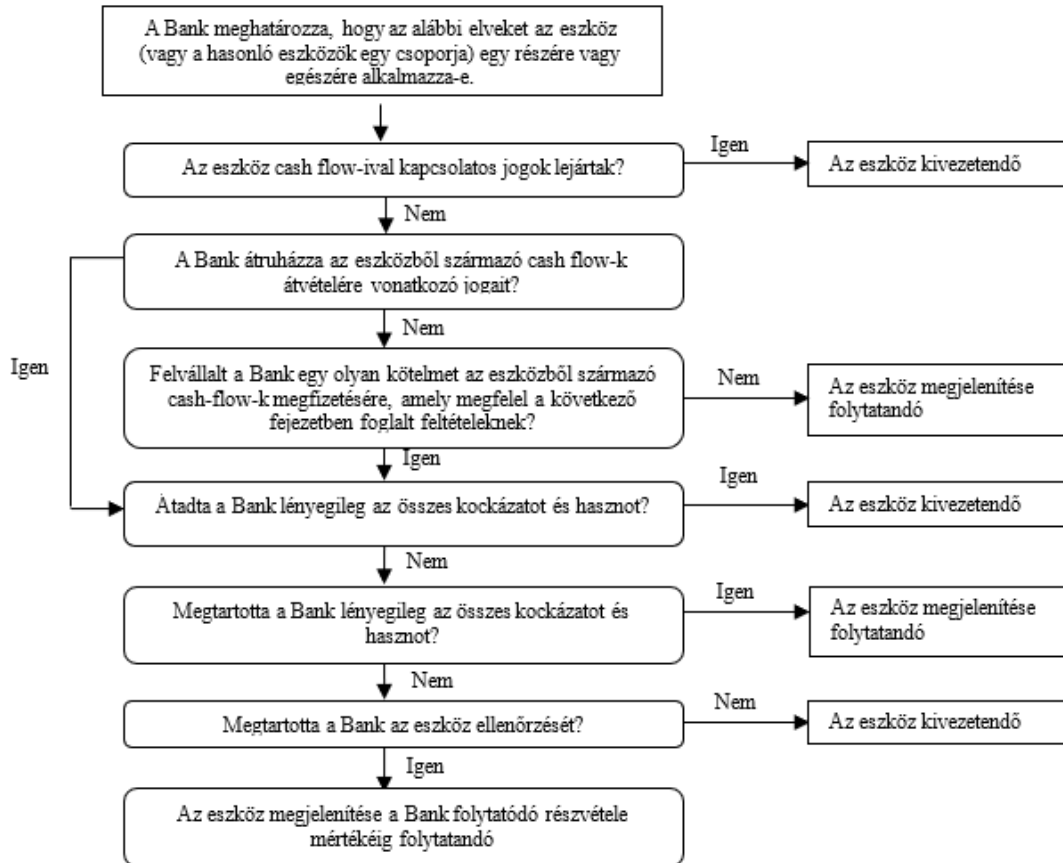 A Bank meghatározza, hogy az alábbi elveket az eszköz
(vagy a hasonló eszközök egy csoporja) egy részére vagy
egészére alkalmazza-e.
Igen
Az eszköz cash flow-ival kapcsolatos jogok lejártak?
Az eszköz kivezetendő
Nem
A Bank átruházza az eszközből származó cash flow-k
átvételére vonatkozó jogait?
Nem
Igen
Felvállalt a Bank egy olyan kötelmet az eszközből származó
cash-flow-k megfizetésére, amely megfelel a következő
fejezetben foglalt feltételeknek?
Nem
Az eszköz megjelenítése
folytatandó
Igen
Átadta a Bank lényegileg az összes kockázatot és hasznot?
Igen
Az eszköz kivezetendő
Nem
Megtartotta a Bank lényegileg az összes kockázatot és
hasznot?
Igen
Az eszköz megjelenítése
folytatandó
Nem
Megtartotta a Bank az eszköz ellenőrzését?
Nem
Az eszköz kivezetendő
Igen
Az eszköz megjelenítése a Bank folytatódó részvétele
mértékéig folytatandó